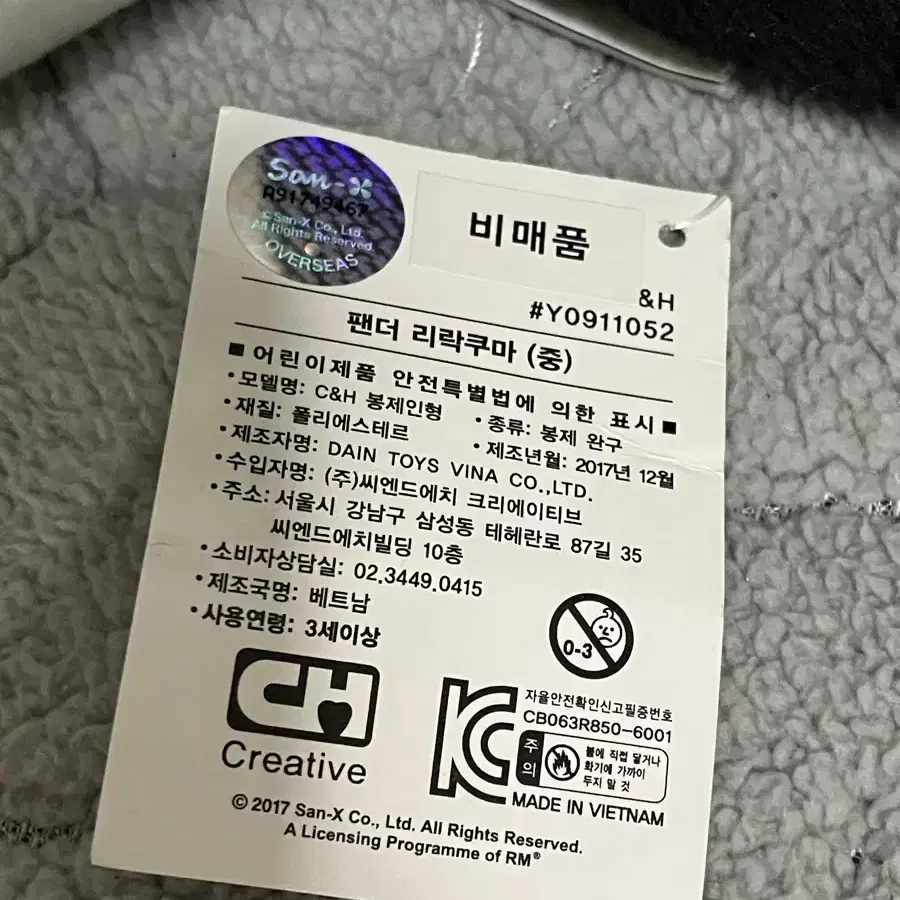 San-X
R91749467
© San-X Co., Ltd.
All Rights Reserved.
OVERSEAS
비매품
&H
#Y0911052
팬더 리락쿠마 (중)
■ 어린이제품 안전특별법에 의한 표시 ■
• 모델명: C&H 봉제인형 • 종류: 봉제 완구
• 재질: 폴리에스테르 • 제조년월: 2017년 12월
• 제조자명: DAIN TOYS VINA CO.,LTD.
• 수입자명: (주)씨엔드에치 크리에이티브
• 주소: 서울시 강남구 삼성동 테헤란로 87길 35
씨엔드에치빌딩 10층
• 소비자상담실: 02.3449.0415
• 제조국명: 베트남
• 사용연령: 3세이상
0-3
CH
Creative
KC
자율안전확인신고필증번호
CB063R850-6001
주의
불에 직접 닿거나
화기에 가까이
두지 말 것
MADE IN VIETNAM
© 2017 San-X Co., Ltd. All Rights Reserved.
A Licensing Programme of RM®